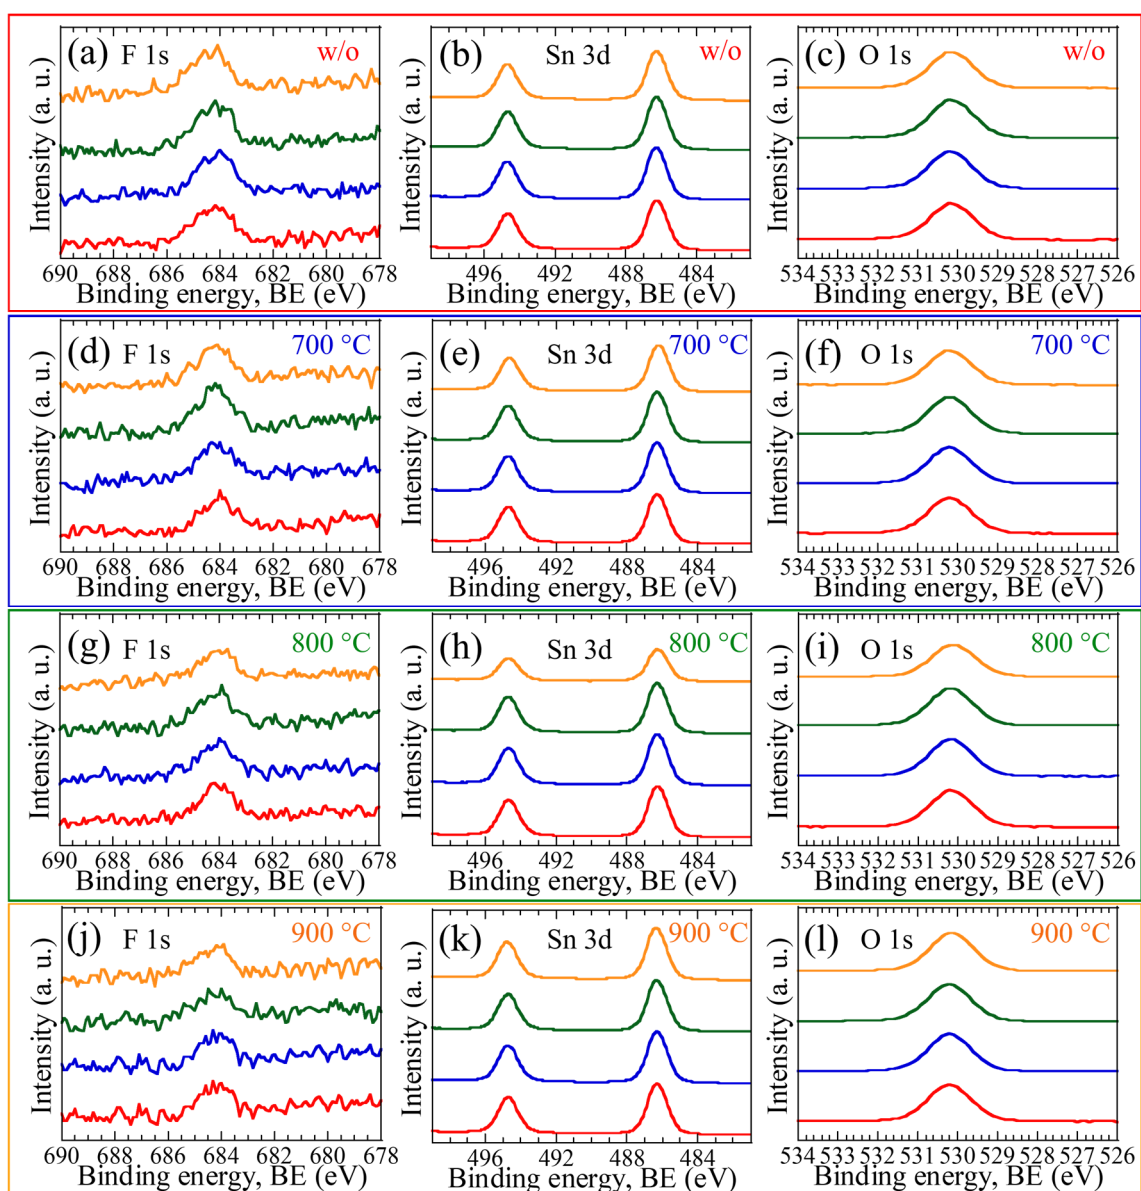 (a) F 1s w/o
Intensity (a. u.)
690 688 686 684 682 680 678
Binding energy, BE (eV)
(b) Sn 3d w/o
Intensity (a. u.)
496 492 488 484
Binding energy, BE (eV)
(c) O 1s w/o
Intensity (a. u.)
534 533 532 531 530 529 528 527 526
Binding energy, BE (eV)
(d) F 1s 700 °C
Intensity (a. u.)
690 688 686 684 682 680 678
Binding energy, BE (eV)
(e) Sn 3d 700 °C
Intensity (a. u.)
496 492 488 484
Binding energy, BE (eV)
(f) O 1s 700 °C
Intensity (a. u.)
534 533 532 531 530 529 528 527 526
Binding energy, BE (eV)
(g) F 1s 800 °C
Intensity (a. u.)
690 688 686 684 682 680 678
Binding energy, BE (eV)
(h) Sn 3d 800 °C
Intensity (a. u.)
496 492 488 484
Binding energy, BE (eV)
(i) O 1s 800 °C
Intensity (a. u.)
534 533 532 531 530 529 528 527 526
Binding energy, BE (eV)
(j) F 1s 900 °C
Intensity (a. u.)
690 688 686 684 682 680 678
Binding energy, BE (eV)
(k) Sn 3d 900 °C
Intensity (a. u.)
496 492 488 484
Binding energy, BE (eV)
(l) O 1s 900 °C
Intensity (a. u.)
534 533 532 531 530 529 528 527 526
Binding energy, BE (eV)